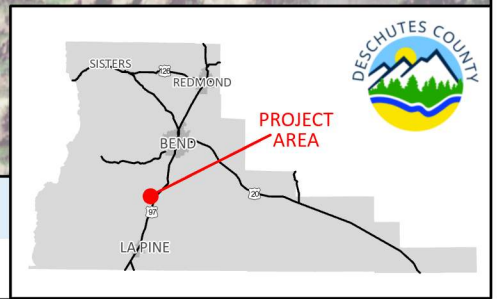 DESCHUTES COUNTY
SISTERS
126
REDMOND
PROJECT
AREA
BEND
20
97
LA PINE